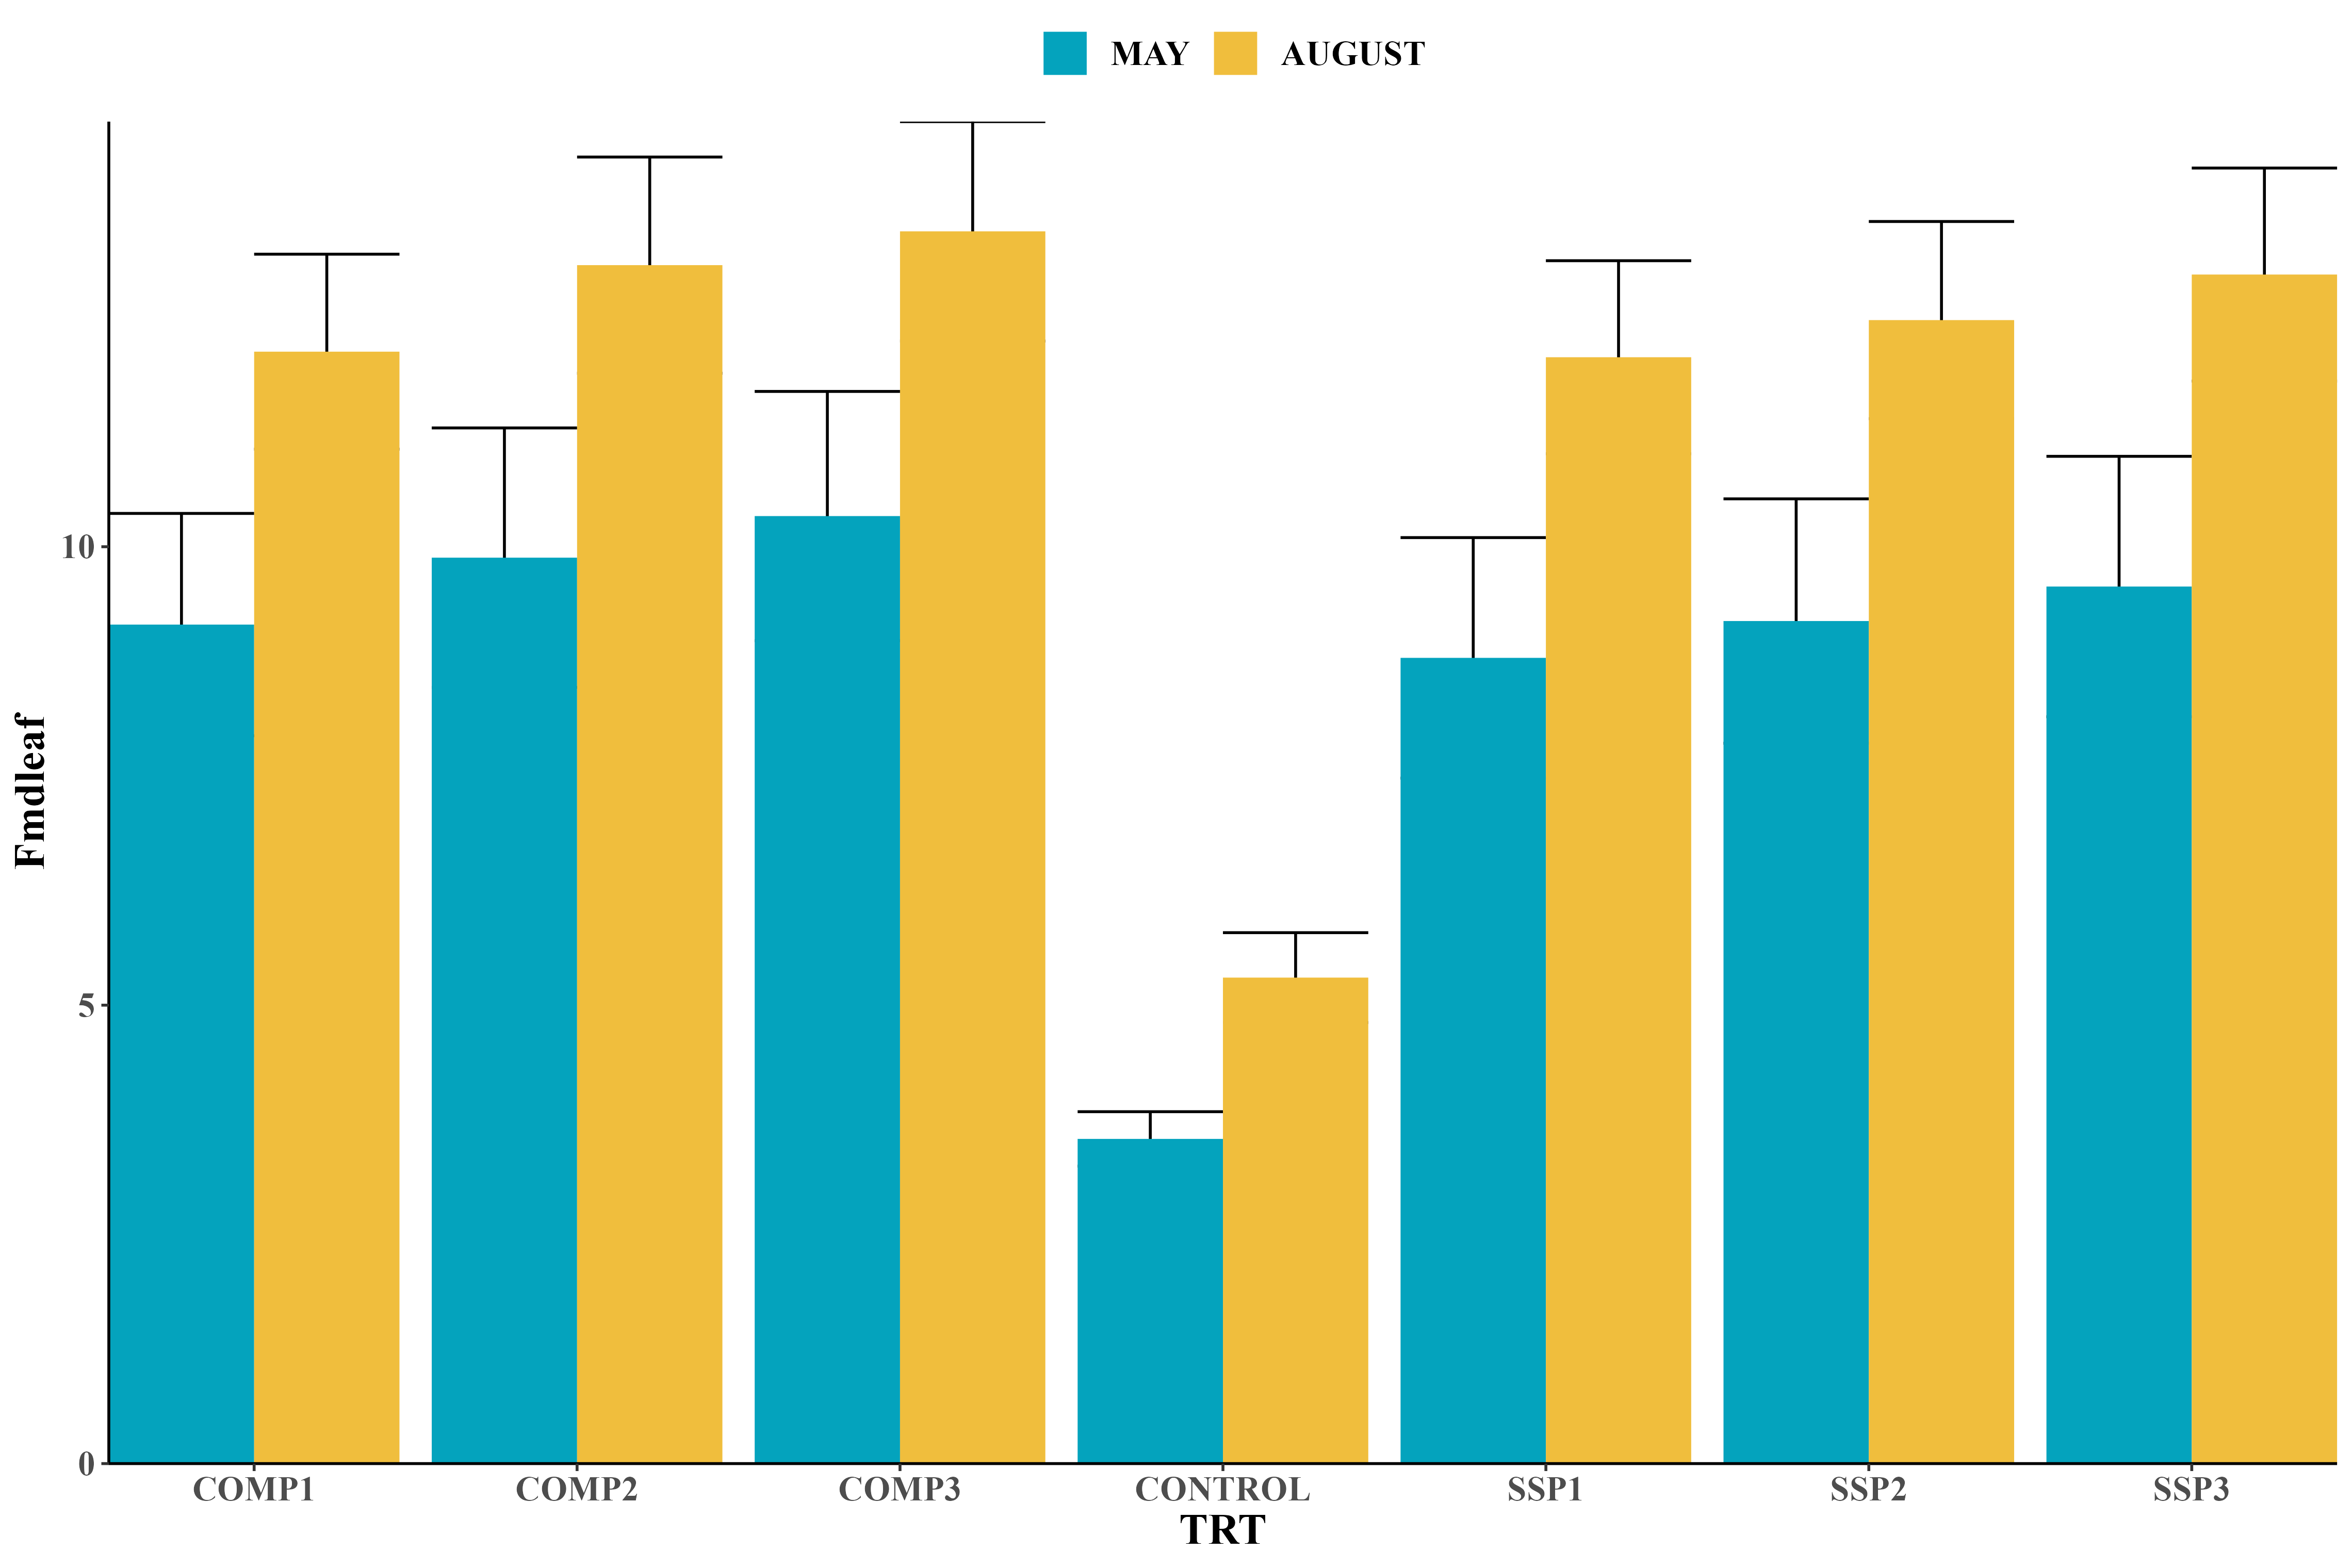 MAY AUGUST
Fmdleaf
10
5
0
COMP1 COMP2 COMP3 CONTROL SSP1 SSP2 SSP3
TRT